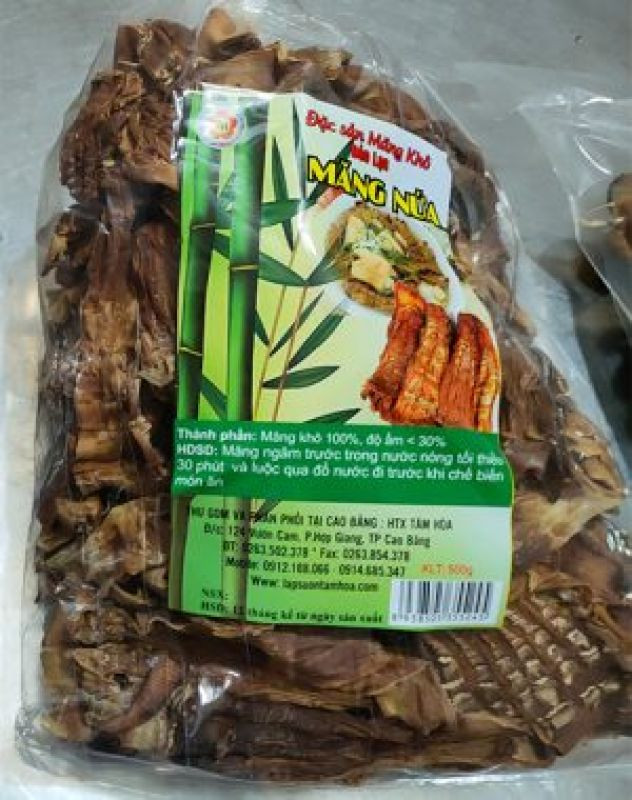 Đặc sản Măng Khô
MĂNG NỨA
Thành phần: Măng khô 100%, độ ẩm < 30%
HDSD: Măng ngâm trước trong nước nóng tối thiểu
30 phút và luộc qua đổ nước đi trước khi chế biến
món ăn
THU GOM VÀ PHÂN PHỐI TẠI CAO BẰNG : HTX TÂM HOA
Đ/c: 124 Vườn Cam, P.Hợp Giang, TP Cao Bằng
ĐT: 0263.502.378 * Fax: 0263.854.378
Mobile: 0912.188.066 - 0914.685.347
KLT: 500g
Www.lapsuontamhoa.com
NSX:
HSD: 12 tháng kể từ ngày sản xuất